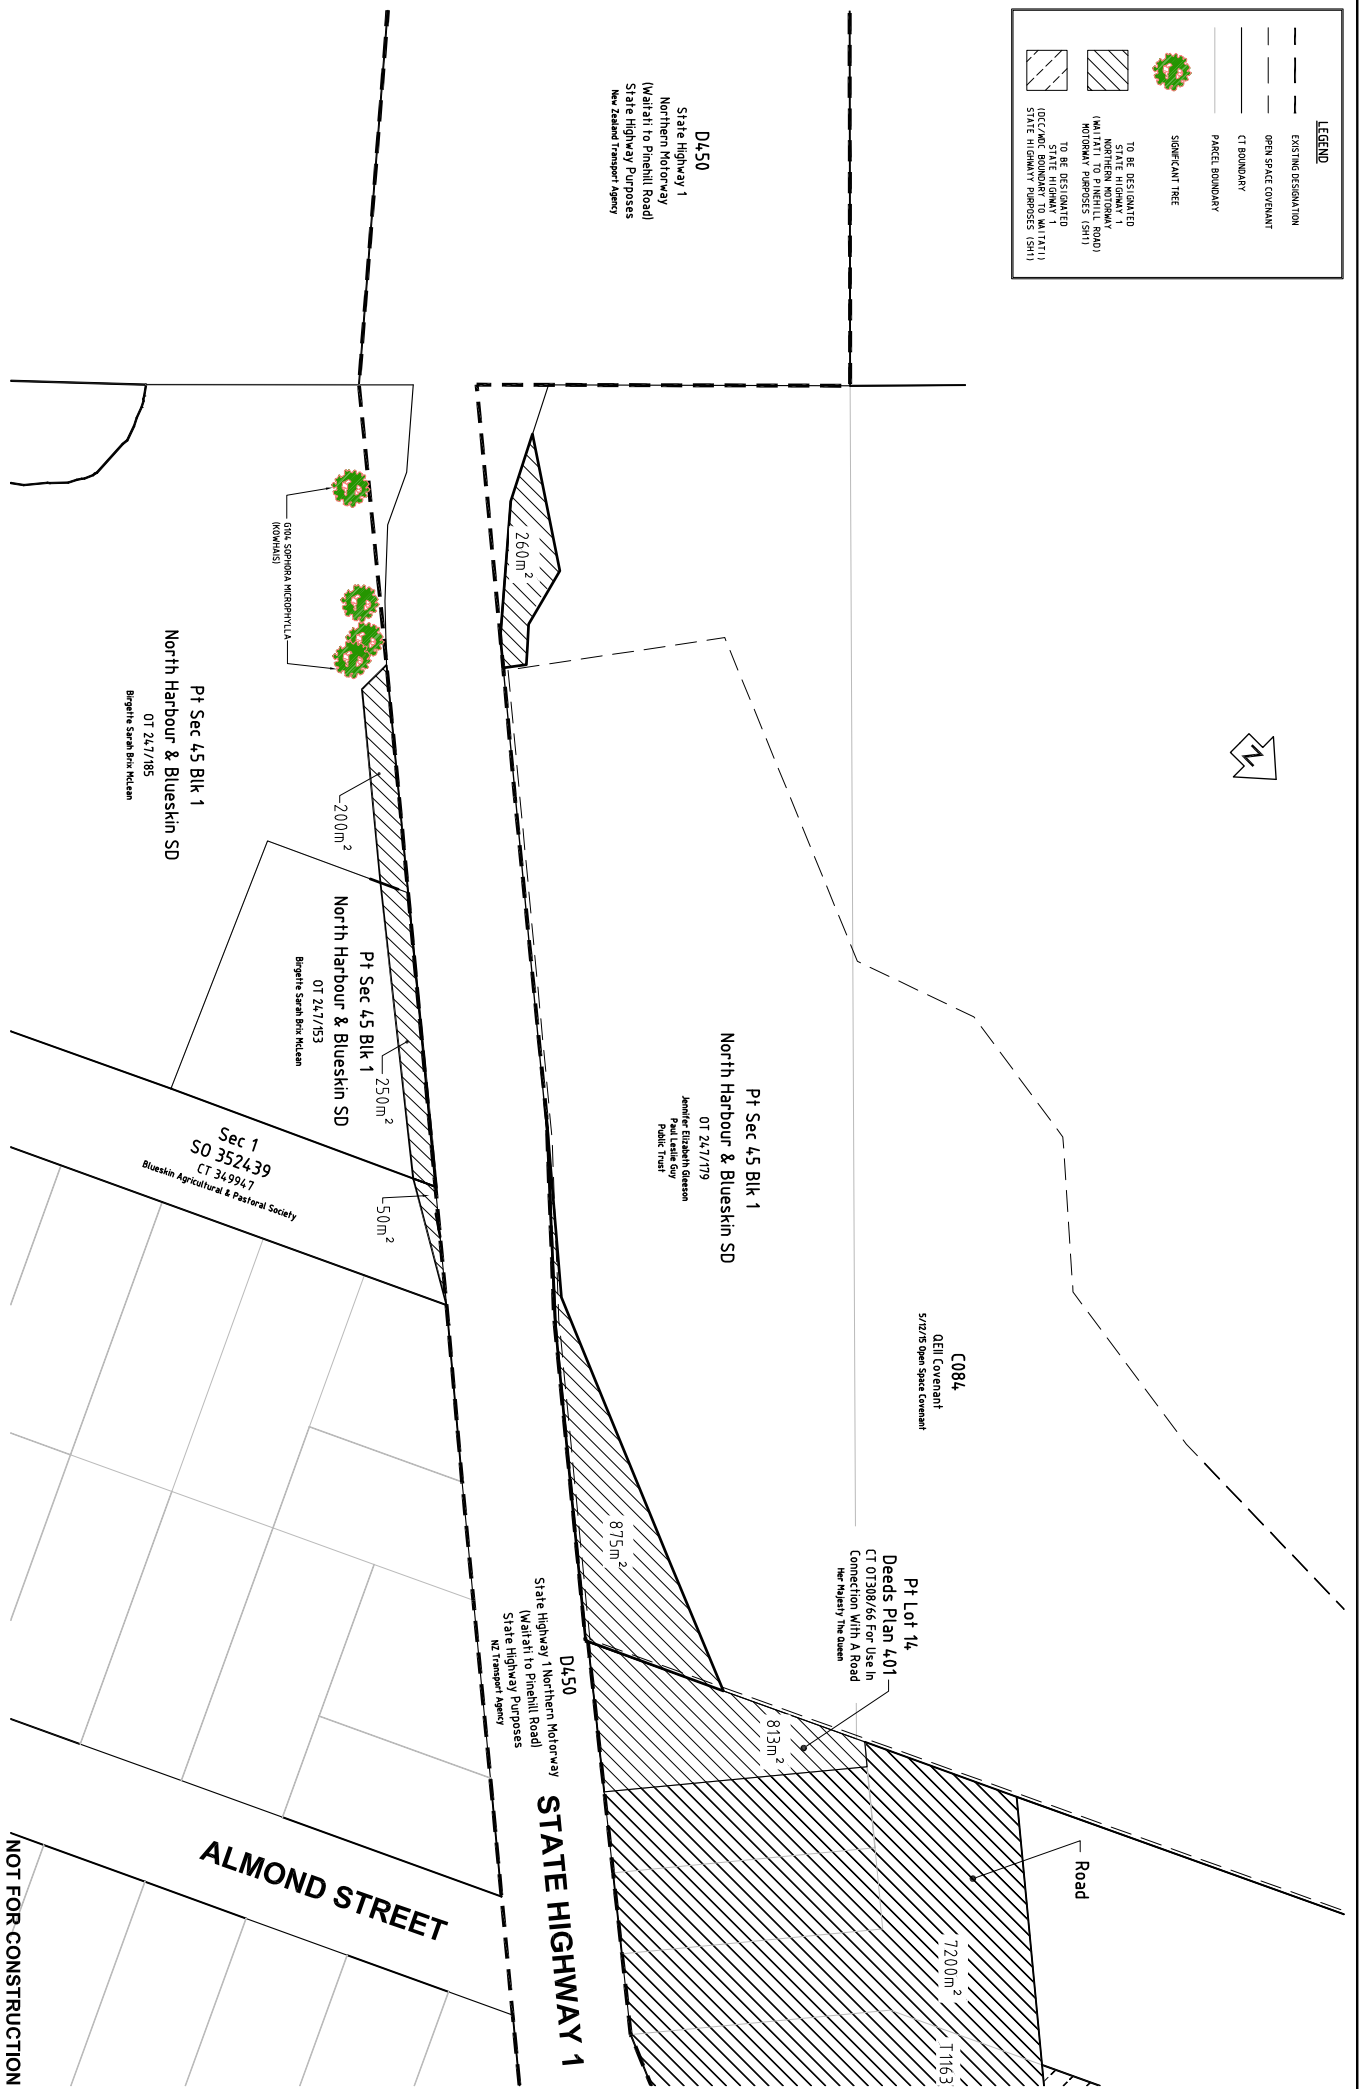 LEGEND
EXISTING DESIGNATION
OPEN SPACE COVENANT
CT BOUNDARY
PARCEL BOUNDARY
SIGNIFICANT TREE
TO BE DESIGNATED
STATE HIGHWAY 1
NORTHERN MOTORWAY
(WAITATI TO PINEHILL ROAD)
MOTORWAY PURPOSES (SH1)
TO BE DESIGNATED
STATE HIGHWAY 1
(DCC/WDC BOUNDARY TO WAITATI)
STATE HIGHWAYY PURPOSES (SH1)
D450
State Highway 1
Northern Motorway
(Waitati to Pinehill Road)
State Highway Purposes
New Zealand Transport Agency
N
260m²
G104 SOPHORA MICROPHYLLA
(KOWHAIS)
Pt Sec 45 Blk 1
North Harbour & Blueskin SD
OT 247/185
Birgette Sarah Brix McLean
200m²
Pt Sec 45 Blk 1
North Harbour & Blueskin SD
OT 247/153
Birgette Sarah Brix McLean
250m²
Sec 1
SO 352439
CT 349947
Blueskin Agricultural & Pastoral Society
50m²
Pt Sec 45 Blk 1
North Harbour & Blueskin SD
OT 247/179
Jennifer Elizabeth Gleeson
Paul Leslie Guy
Public Trust
C084
QEII Covenant
5/12/15 Open Space Covenant
875m²
Pt Lot 14
Deeds Plan 401
CT OT308/66 For Use In
Connection With A Road
Her Majesty The Queen
813m²
D450
State Highway 1 Northern Motorway
(Waitati to Pinehill Road)
State Highway Purposes
NZ Transport Agency
STATE HIGHWAY 1
ALMOND STREET
Road
7200m²
T1163
NOT FOR CONSTRUCTION